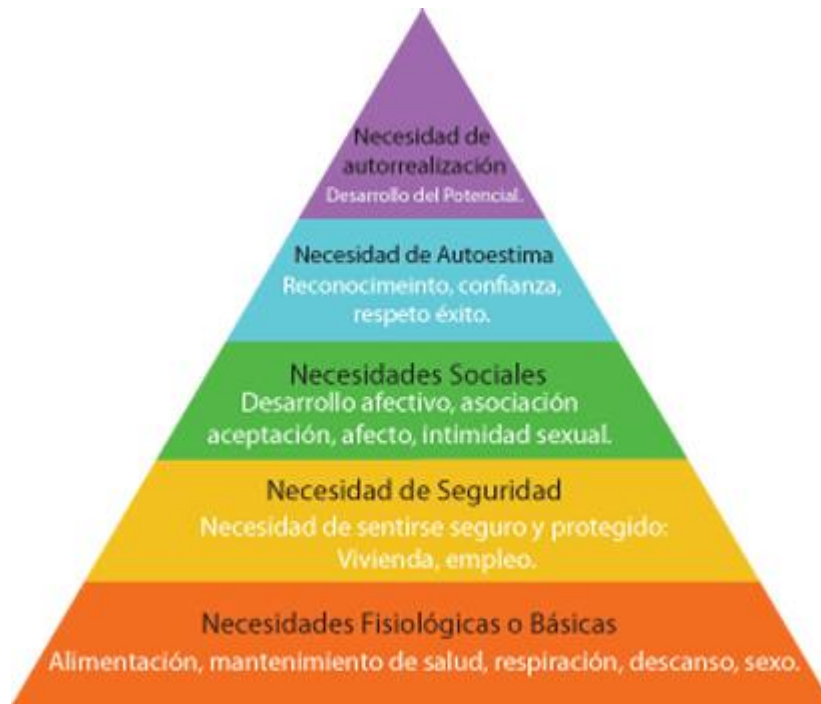 Necesidad de
autorrealización
Desarrollo del Potencial.
Necesidad de Autoestima
Reconocimeinto, confianza,
respeto éxito.
Necesidades Sociales
Desarrollo afectivo, asociación
aceptación, afecto, intimidad sexual.
Necesidad de Seguridad
Necesidad de sentirse seguro y protegido:
Vivienda, empleo.
Necesidades Fisiológicas o Básicas
Alimentación, mantenimiento de salud, respiración, descanso, sexo.